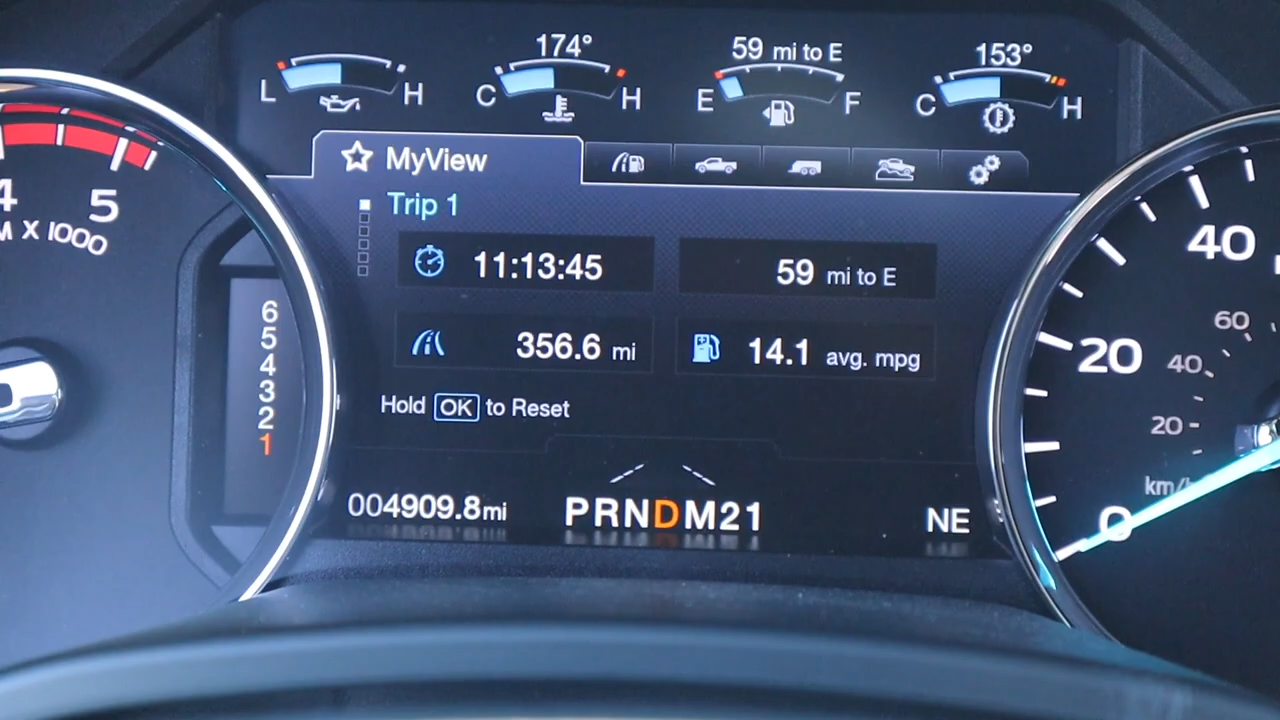 174°
59 mi to E
153°
L H
C H
E F
C H
MyView
Trip 1
11:13:45
59 mi to E
356.6 mi
14.1 avg. mpg
Hold OK to Reset
004909.8mi
PRNDM21
NE
4 5
X 1000
6
5
4
3
2
1
40
20
0
60
40
20
km/